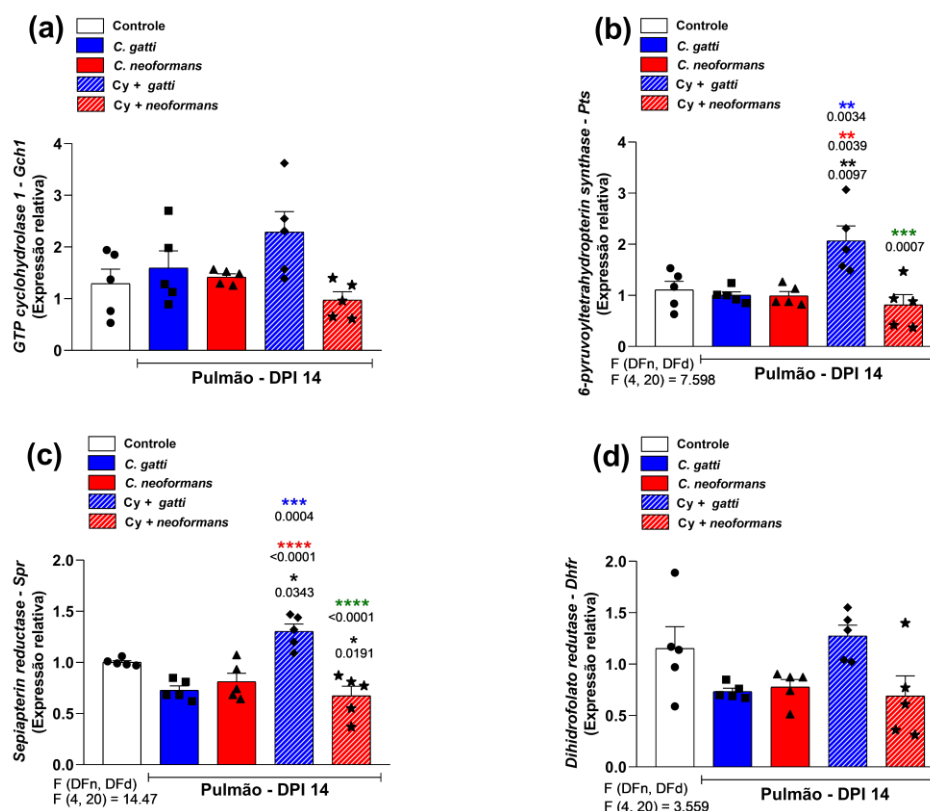 (a)
Controle
C. gatti
C. neoformans
Cy + gatti
Cy + neoformans
GTP cyclohydrolase 1 - Gch1
(Expressão relativa)
4
3
2
1
0
Pulmão - DPI 14
(b)
Controle
C. gatti
C. neoformans
Cy + gatti
Cy + neoformans
**
0.0034
**
0.0039
**
0.0097
***
0.0007
6-pyruvoyltetrahydropterin synthase - Pts
(Expressão relativa)
4
3
2
1
0
Pulmão - DPI 14
F (DFn, DFd)
F (4, 20) = 7.598
(c)
Controle
C. gatti
C. neoformans
Cy + gatti
Cy + neoformans
***
0.0004
****
<0.0001
*
0.0343
****
<0.0001
*
0.0191
Sepiapterin reductase - Spr
(Expressão relativa)
2.0
1.5
1.0
0.5
0.0
Pulmão - DPI 14
F (DFn, DFd)
F (4, 20) = 14.47
(d)
Controle
C. gatti
C. neoformans
Cy + gatti
Cy + neoformans
Dihidrofolato redutase - Dhfr
(Expressão relativa)
2.0
1.5
1.0
0.5
0.0
Pulmão - DPI 14
F (DFn, DFd)
F (4, 20) = 3.559